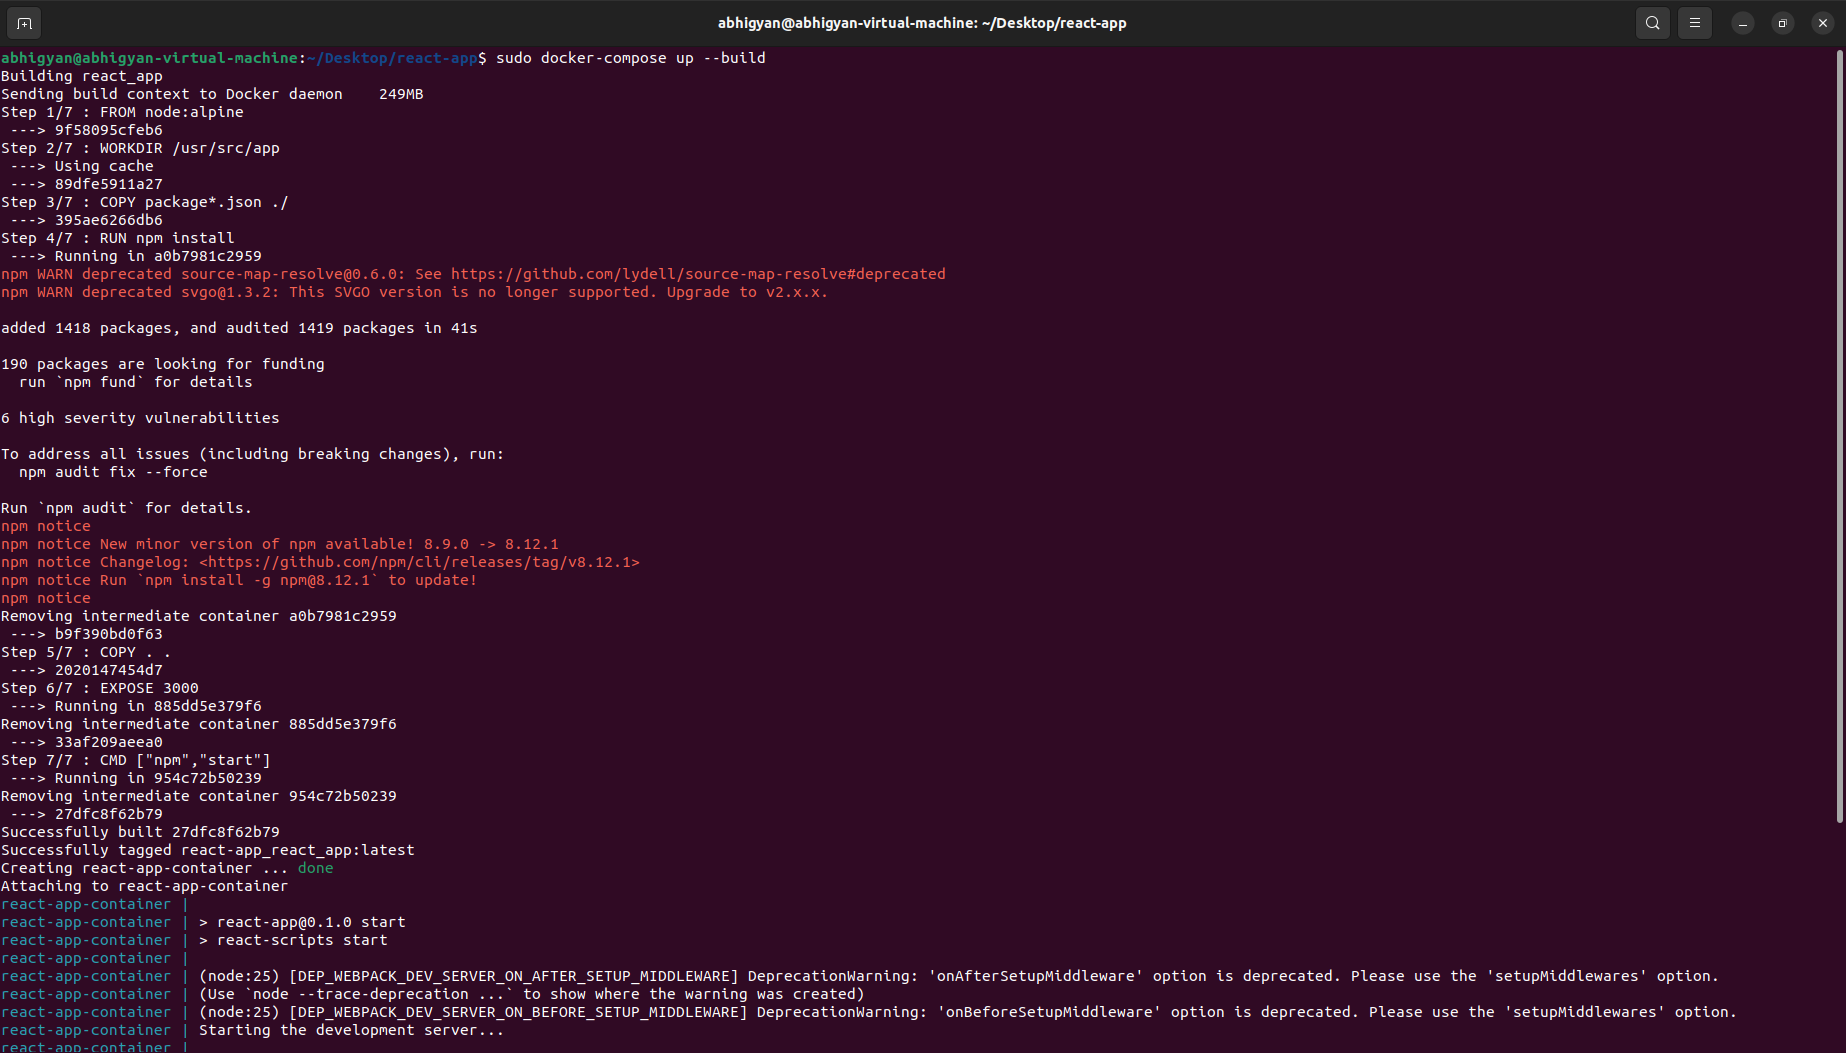 abhigyan@abhigyan-virtual-machine: ~/Desktop/react-app
abhigyan@abhigyan-virtual-machine:~/Desktop/react-app$ sudo docker-compose up --build
Building react_app
Sending build context to Docker daemon    249MB
Step 1/7 : FROM node:alpine
 ---> 9f58095cfeb6
Step 2/7 : WORKDIR /usr/src/app
 ---> Using cache
 ---> 89dfe5911a27
Step 3/7 : COPY package*.json ./
 ---> 395ae6266db6
Step 4/7 : RUN npm install
 ---> Running in a0b7981c2959
npm WARN deprecated source-map-resolve@0.6.0: See https://github.com/lydell/source-map-resolve#deprecated
npm WARN deprecated svgo@1.3.2: This SVGO version is no longer supported. Upgrade to v2.x.x.
added 1418 packages, and audited 1419 packages in 41s
190 packages are looking for funding
  run `npm fund` for details
6 high severity vulnerabilities
To address all issues (including breaking changes), run:
  npm audit fix --force
Run `npm audit` for details.
npm notice
npm notice New minor version of npm available! 8.9.0 -> 8.12.1
npm notice Changelog: <https://github.com/npm/cli/releases/tag/v8.12.1>
npm notice Run `npm install -g npm@8.12.1` to update!
npm notice
Removing intermediate container a0b7981c2959
 ---> b9f390bd0f63
Step 5/7 : COPY . .
 ---> 2020147454d7
Step 6/7 : EXPOSE 3000
 ---> Running in 885dd5e379f6
Removing intermediate container 885dd5e379f6
 ---> 33af209aeea0
Step 7/7 : CMD ["npm","start"]
 ---> Running in 954c72b50239
Removing intermediate container 954c72b50239
 ---> 27dfc8f62b79
Successfully built 27dfc8f62b79
Successfully tagged react-app_react_app:latest
Creating react-app-container ... done
Attaching to react-app-container
react-app-container |
react-app-container | > react-app@0.1.0 start
react-app-container | > react-scripts start
react-app-container |
react-app-container | (node:25) [DEP_WEBPACK_DEV_SERVER_ON_AFTER_SETUP_MIDDLEWARE] DeprecationWarning: 'onAfterSetupMiddleware' option is deprecated. Please use the 'setupMiddlewares' option.
react-app-container | (Use `node --trace-deprecation ...` to show where the warning was created)
react-app-container | (node:25) [DEP_WEBPACK_DEV_SERVER_ON_BEFORE_SETUP_MIDDLEWARE] DeprecationWarning: 'onBeforeSetupMiddleware' option is deprecated. Please use the 'setupMiddlewares' option.
react-app-container | Starting the development server...
react-app-container |